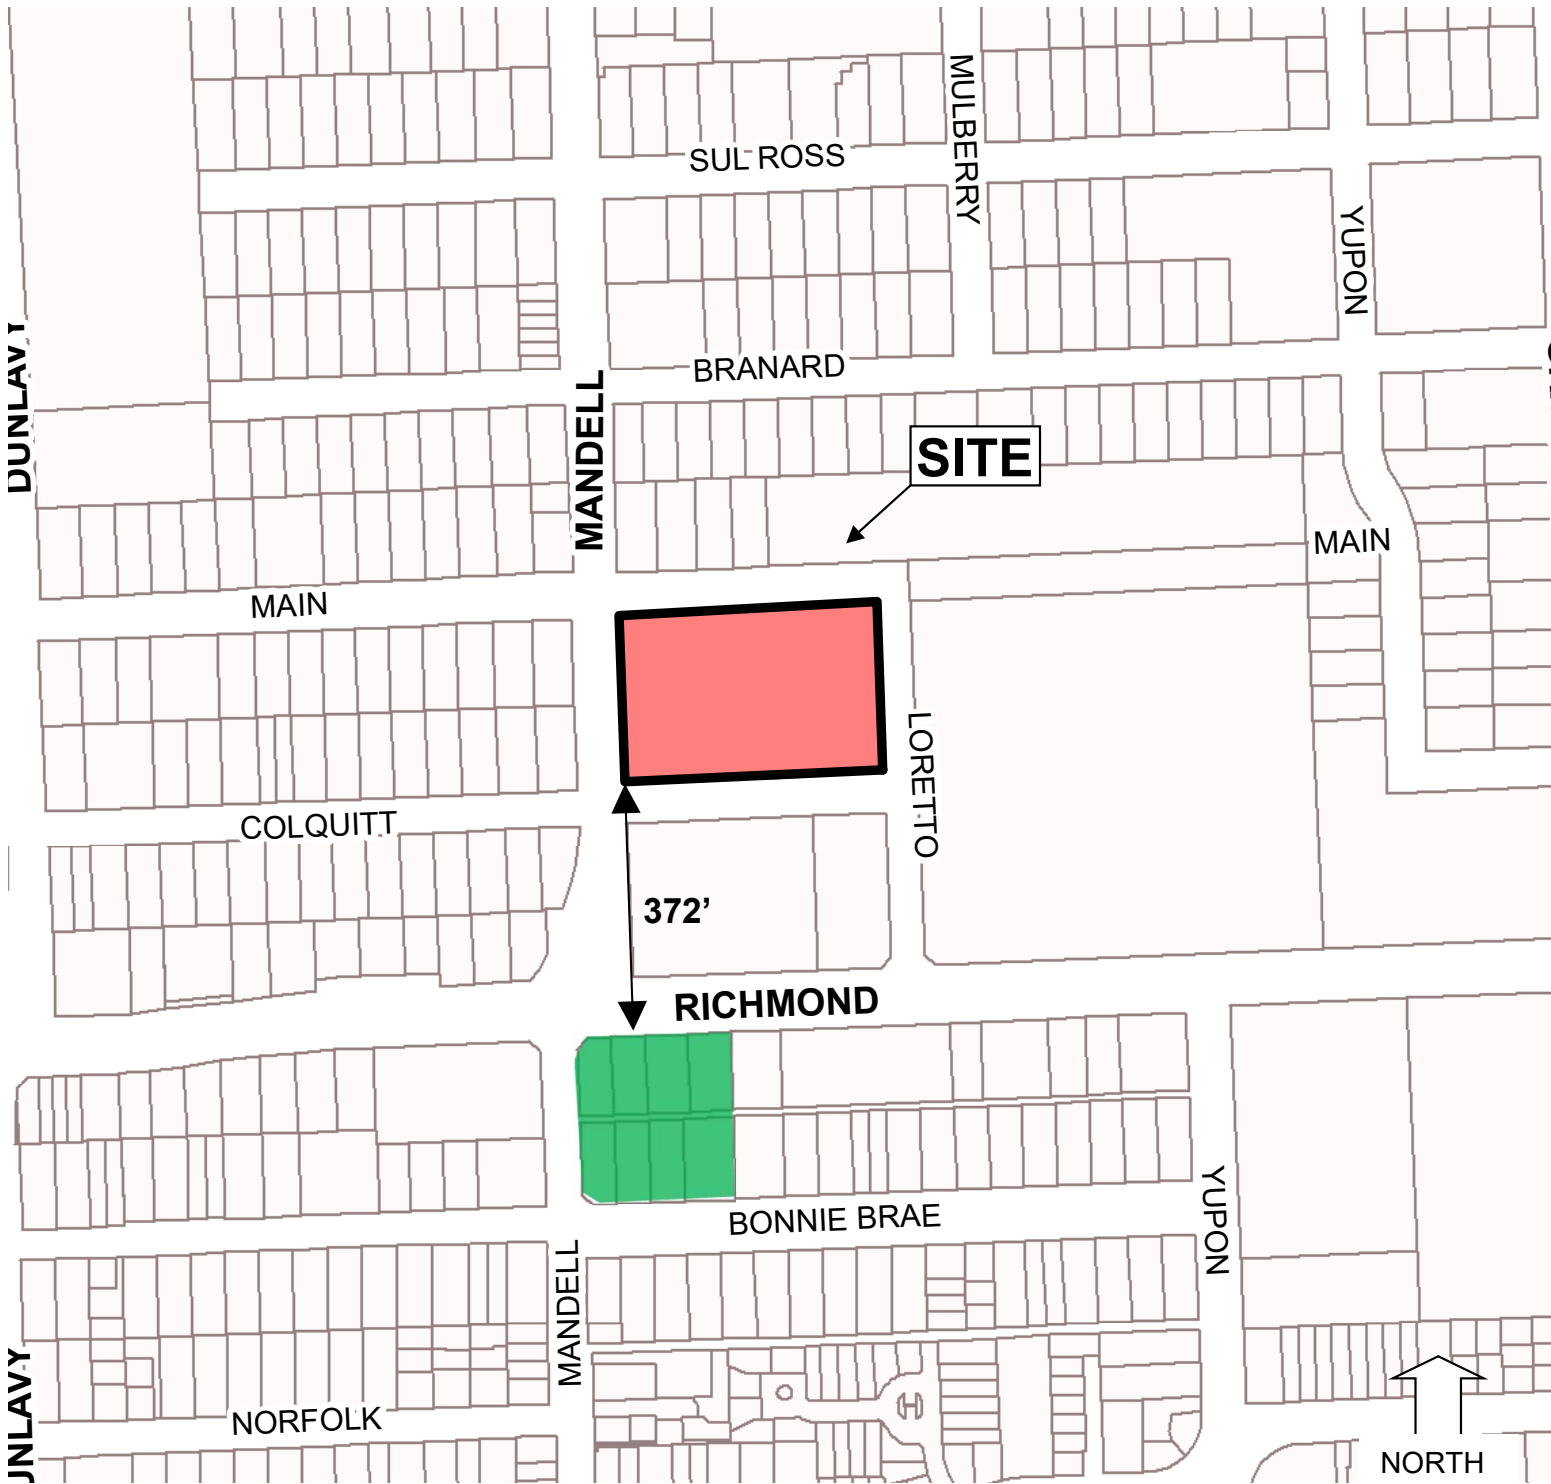 MULBERRY
SUL ROSS
YUPON
BRANARD
DUNLAVY
MANDELL
SITE
MAIN
MAIN
LORETTO
COLQUITT
372’
RICHMOND
YUPON
BONNIE BRAE
MANDELL
NORFOLK
NORTH